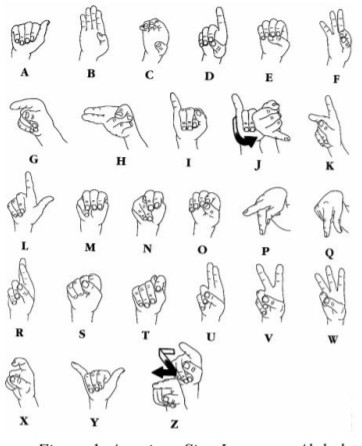 A B C D E F
G H I J K
L M N O P Q
R S T U V W
X Y Z